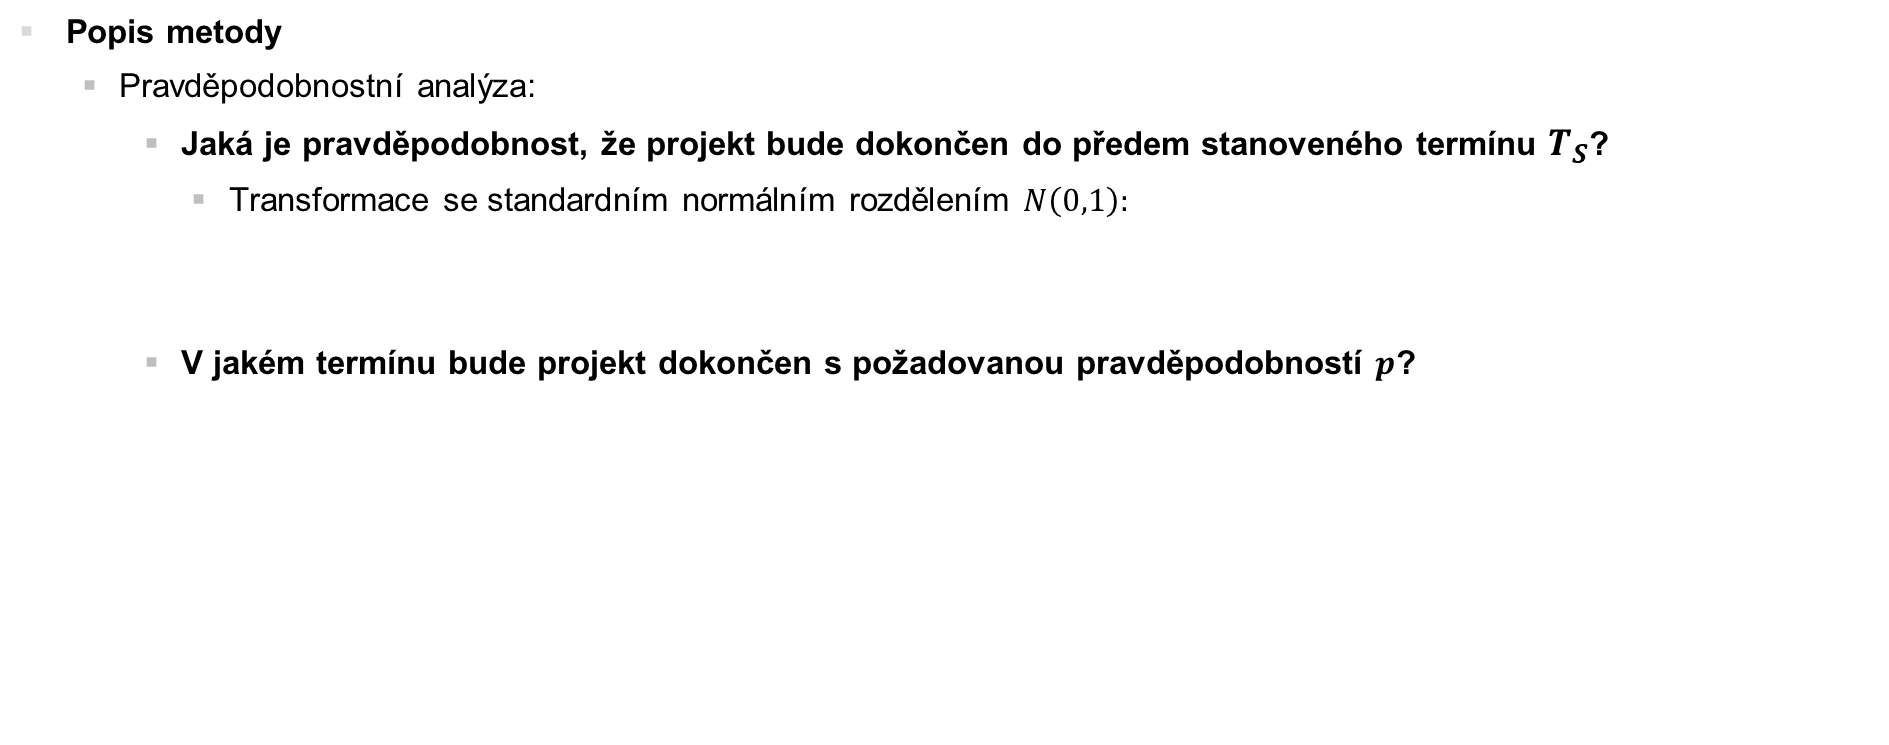 Popis metody
Pravděpodobnostní analýza:
Jaká je pravděpodobnost, že projekt bude dokončen do předem stanoveného termínu T_S?
Transformace se standardním normálním rozdělením N(0,1):
V jakém termínu bude projekt dokončen s požadovanou pravděpodobností p?